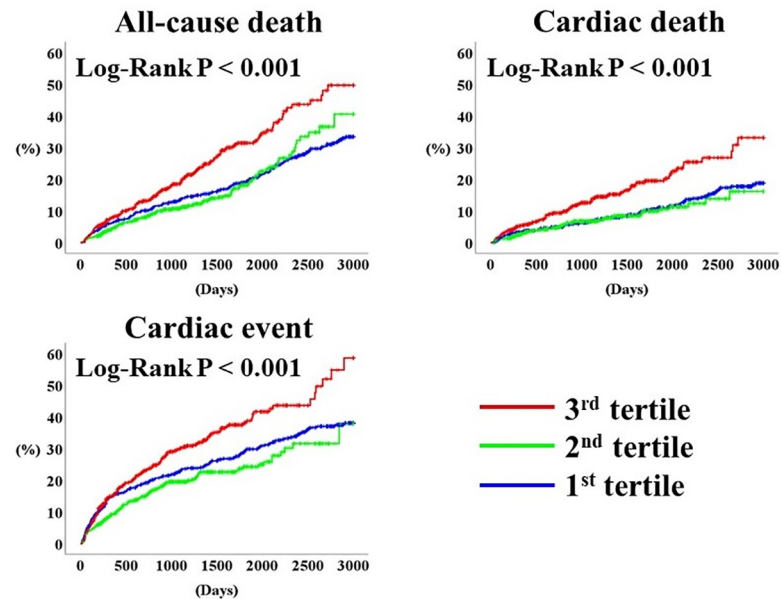 All-cause death
Log-Rank P < 0.001
60
50
40
30
20
10
0
(%)
0 500 1000 1500 2000 2500 3000
(Days)
Cardiac death
Log-Rank P < 0.001
60
50
40
30
20
10
0
(%)
0 500 1000 1500 2000 2500 3000
(Days)
Cardiac event
Log-Rank P < 0.001
60
50
40
30
20
10
0
(%)
0 500 1000 1500 2000 2500 3000
(Days)
3rd tertile
2nd tertile
1st tertile